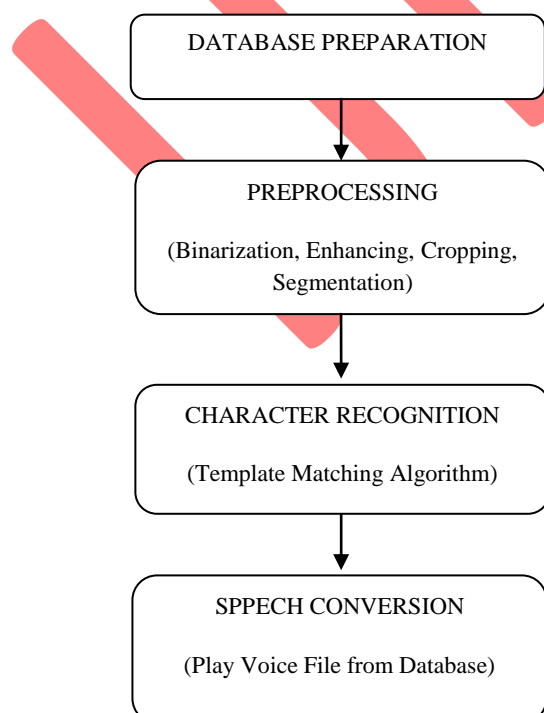 DATABASE PREPARATION
PREPROCESSING
(Binarization, Enhancing, Cropping,
Segmentation)
CHARACTER RECOGNITION
(Template Matching Algorithm)
SPPECH CONVERSION
(Play Voice File from Database)